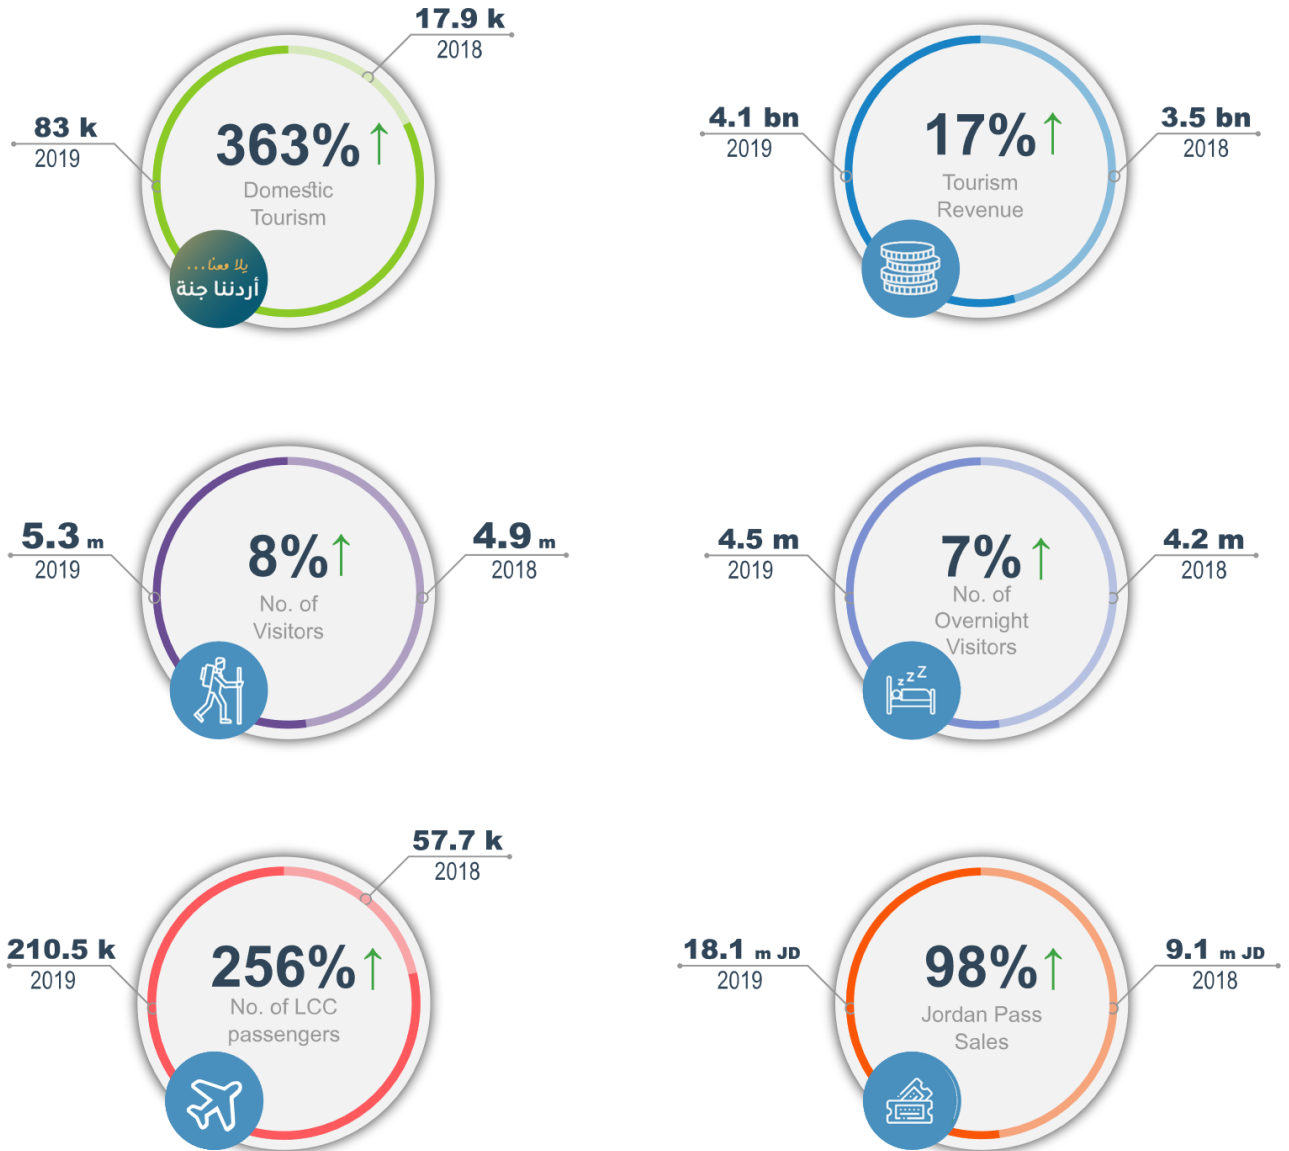 17.9 k
2018
83 k
2019
363%↑
Domestic
Tourism
يلا معنا...
أردننا جنة
4.1 bn
2019
17%↑
Tourism
Revenue
3.5 bn
2018
5.3 m
2019
8%↑
No. of
Visitors
4.9 m
2018
4.5 m
2019
7%↑
No. of
Overnight
Visitors
4.2 m
2018
z z Z
57.7 k
2018
210.5 k
2019
256%↑
No. of LCC
passengers
18.1 m JD
2019
98%↑
Jordan Pass
Sales
9.1 m JD
2018